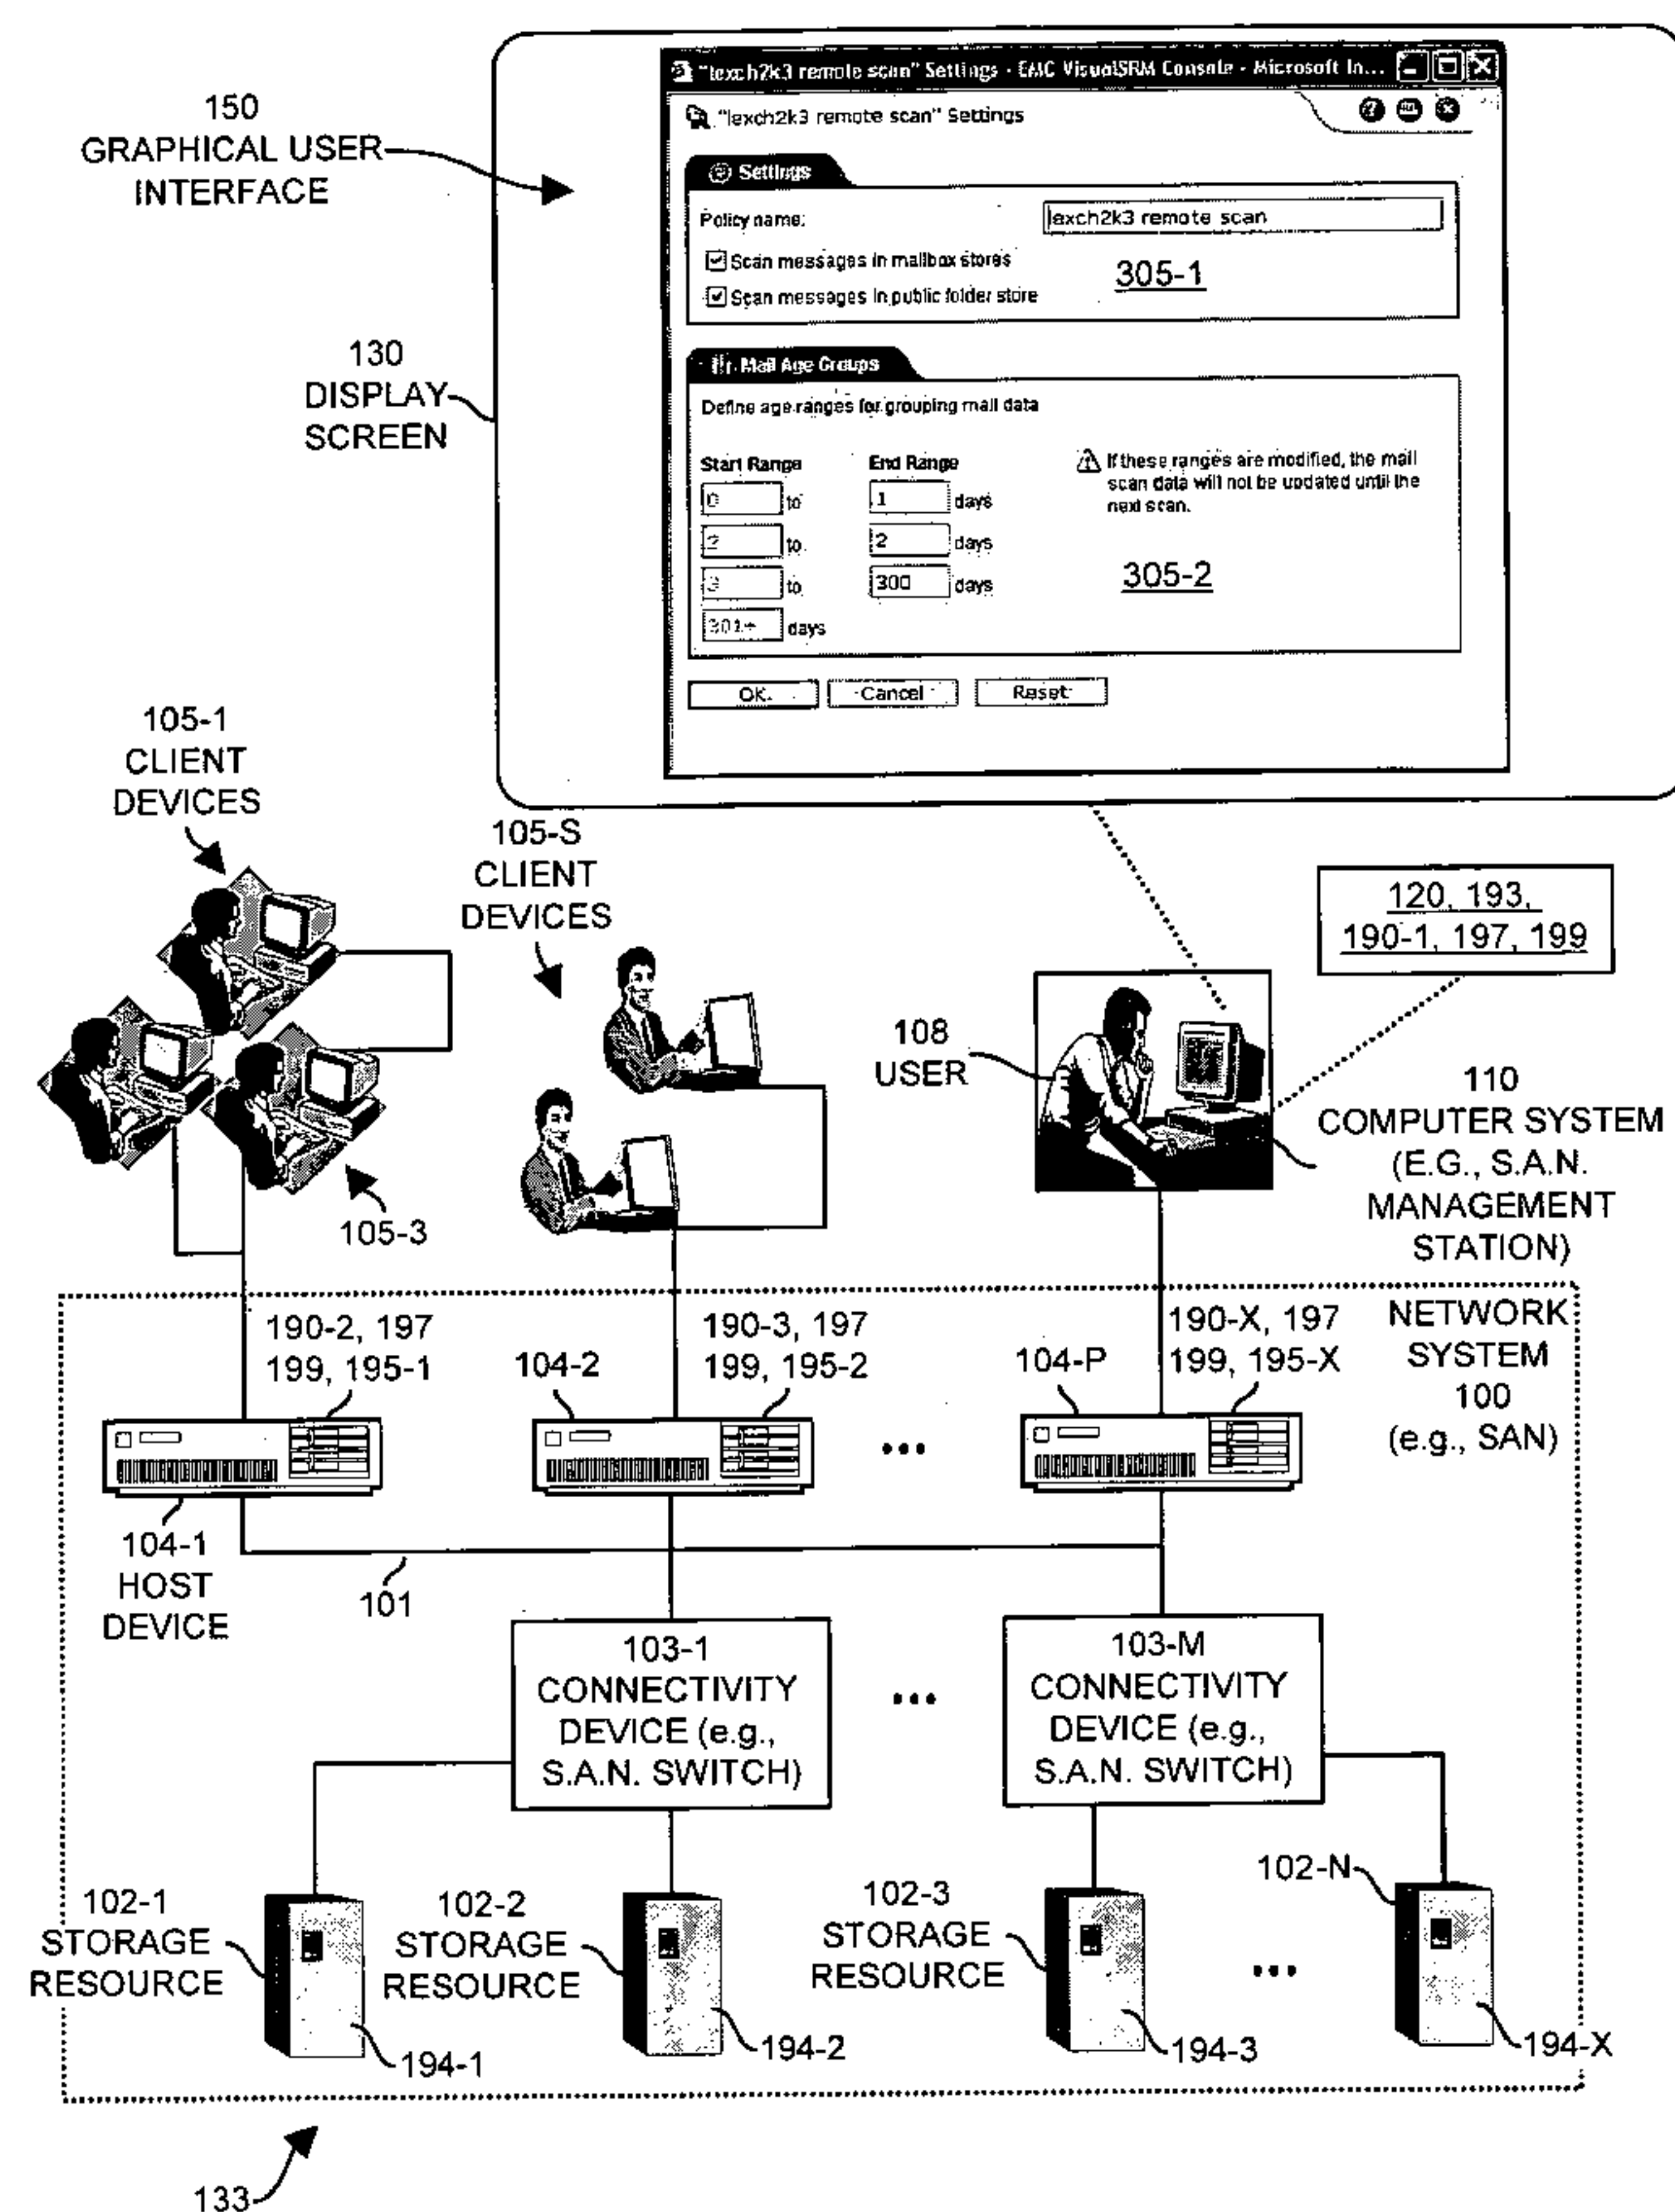 "lexch2k3 remote scan" Settings - EMC VisualSRM Console - Microsoft In...
"lexch2k3 remote scan" Settings
150
GRAPHICAL USER
INTERFACE
Settings
Policy name:
lexch2k3 remote scan
Scan messages in mailbox stores
Scan messages in public folder store
305-1
130
DISPLAY
SCREEN
Mail Age Groups
Define age ranges for grouping mail data
Start Range
End Range
If these ranges are modified, the mail
scan data will not be updated until the
next scan.
0 to 1 days
2 to 2 days
3 to 300 days
301+ days
305-2
OK
Cancel
Reset
105-1
CLIENT
DEVICES
105-S
CLIENT
DEVICES
120, 193,
190-1, 197, 199
108
USER
110
COMPUTER SYSTEM
(E.G., S.A.N.
MANAGEMENT
STATION)
105-3
190-2, 197
199, 195-1
104-2
190-3, 197
199, 195-2
104-P
190-X, 197
199, 195-X
NETWORK
SYSTEM
100
(e.g., SAN)
...
104-1
HOST
DEVICE
101
103-1
CONNECTIVITY
DEVICE (e.g.,
S.A.N. SWITCH)
...
103-M
CONNECTIVITY
DEVICE (e.g.,
S.A.N. SWITCH)
102-1
STORAGE
RESOURCE
102-2
STORAGE
RESOURCE
102-3
STORAGE
RESOURCE
102-N
...
194-1
194-2
194-3
194-X
133